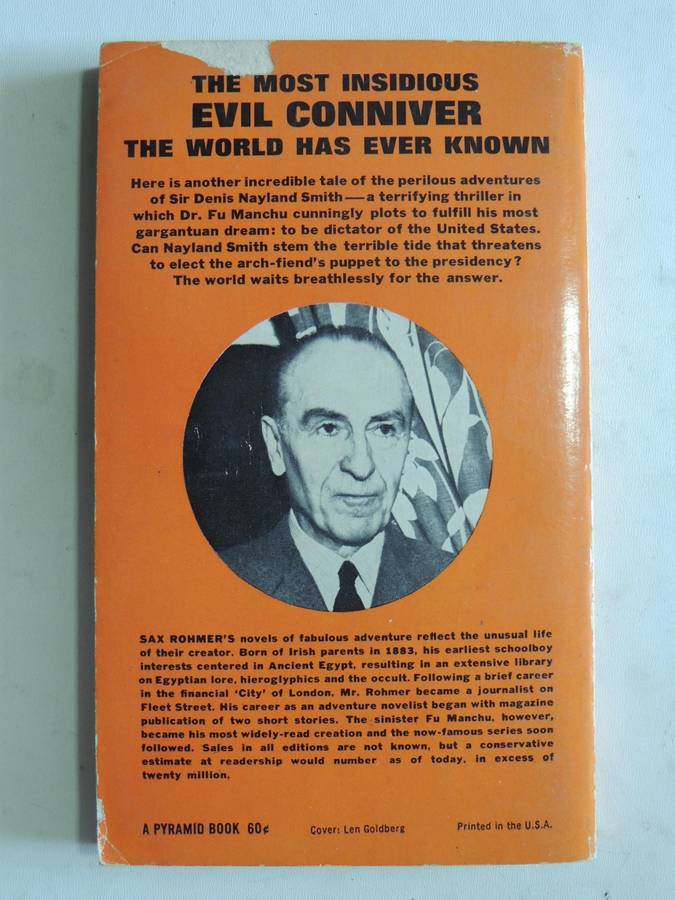 THE MOST INSIDIOUS
EVIL CONNIVER
THE WORLD HAS EVER KNOWN
Here is another incredible tale of the perilous adventures
of Sir Denis Nayland Smith—a terrifying thriller in
which Dr. Fu Manchu cunningly plots to fulfill his most
gargantuan dream: to be dictator of the United States.
Can Nayland Smith stem the terrible tide that threatens
to elect the arch-fiend's puppet to the presidency?
The world waits breathlessly for the answer.
SAX ROHMER'S novels of fabulous adventure reflect the unusual life
of their creator. Born of Irish parents in 1883, his earliest schoolboy
interests centered in Ancient Egypt, resulting in an extensive library
on Egyptian lore, hieroglyphics and the occult. Following a brief career
in the financial 'City' of London, Mr. Rohmer became a journalist on
Fleet Street. His career as an adventure novelist began with magazine
publication of two short stories. The sinister Fu Manchu, however,
became his most widely-read creation and the now-famous series soon
followed. Sales in all editions are not known, but a conservative
estimate at readership would number as of today, in excess of
twenty million.
A PYRAMID BOOK 60¢ Cover: Len Goldberg Printed in the U.S.A.